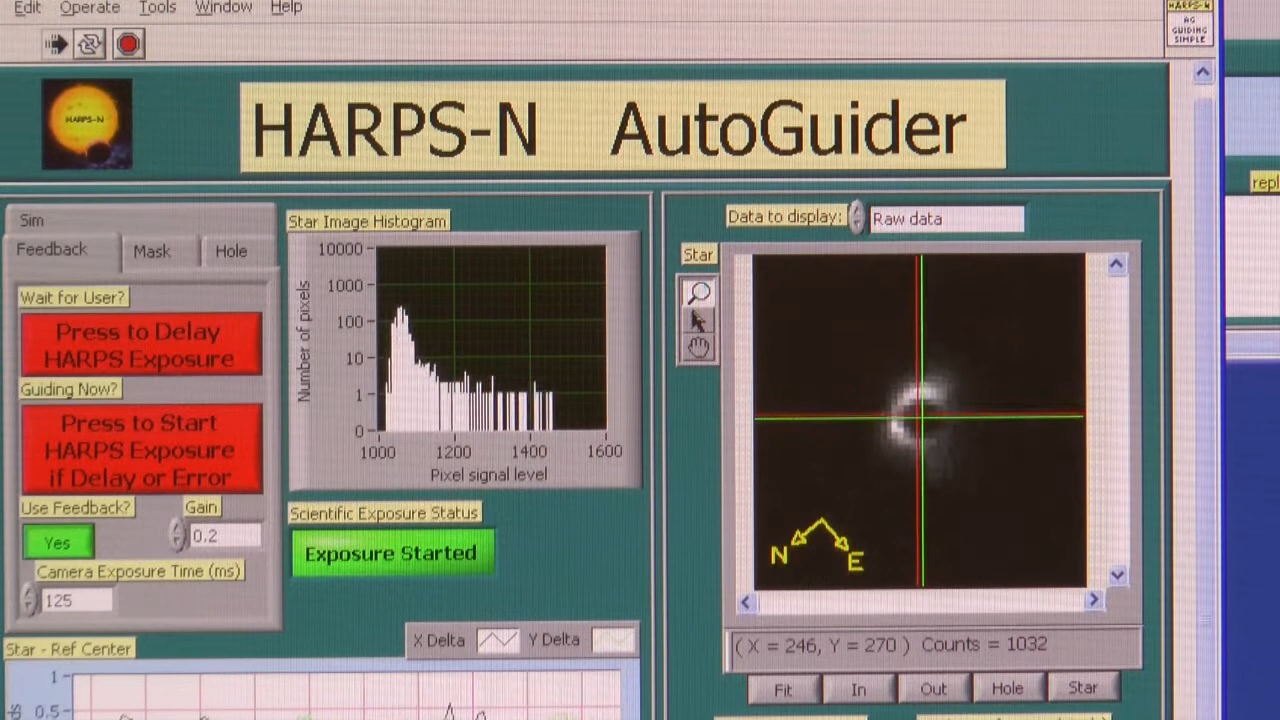 Edit Operate Tools Window Help
HARPS-N
AG
GUIDING
SIMPLE
HARPS-N
HARPS-N AutoGuider
repl
Sim
Feedback Mask Hole
Wait for User?
Press to Delay
HARPS Exposure
Guiding Now?
Press to Start
HARPS Exposure
if Delay or Error
Use Feedback? Gain
Yes 0.2
Camera Exposure Time (ms)
125
Star Image Histogram
Number of pixels
10000
1000
100
10
1
0
1000 1200 1400 1600
Pixel signal level
Scientific Exposure Status
Exposure Started
Data to display: Raw data
Star
N E
( X = 246, Y = 270 ) Counts = 1032
Fit In Out Hole Star
X Delta Y Delta
Star - Ref Center
1
0.5